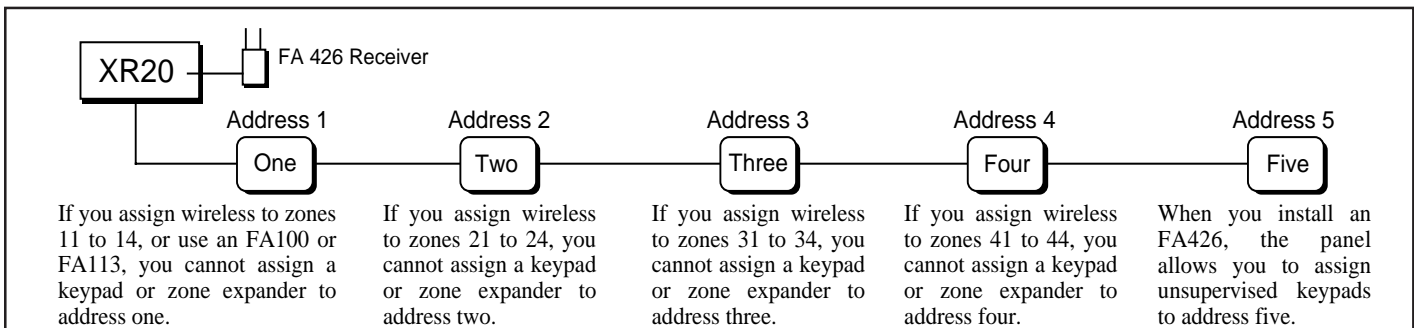 XR20
FA 426 Receiver
Address 1
Address 2
Address 3
Address 4
Address 5
One
Two
Three
Four
Five
If you assign wireless to zones
11 to 14, or use an FA100 or
FA113, you cannot assign a
keypad or zone expander to
address one.
If you assign wireless
to zones 21 to 24, you
cannot assign a keypad
or zone expander to
address two.
If you assign wireless
to zones 31 to 34, you
cannot assign a keypad
or zone expander to
address three.
If you assign wireless
to zones 41 to 44, you
cannot assign a keypad
or zone expander to
address four.
When you install an
FA426, the panel
allows you to assign
unsupervised keypads
to address five.